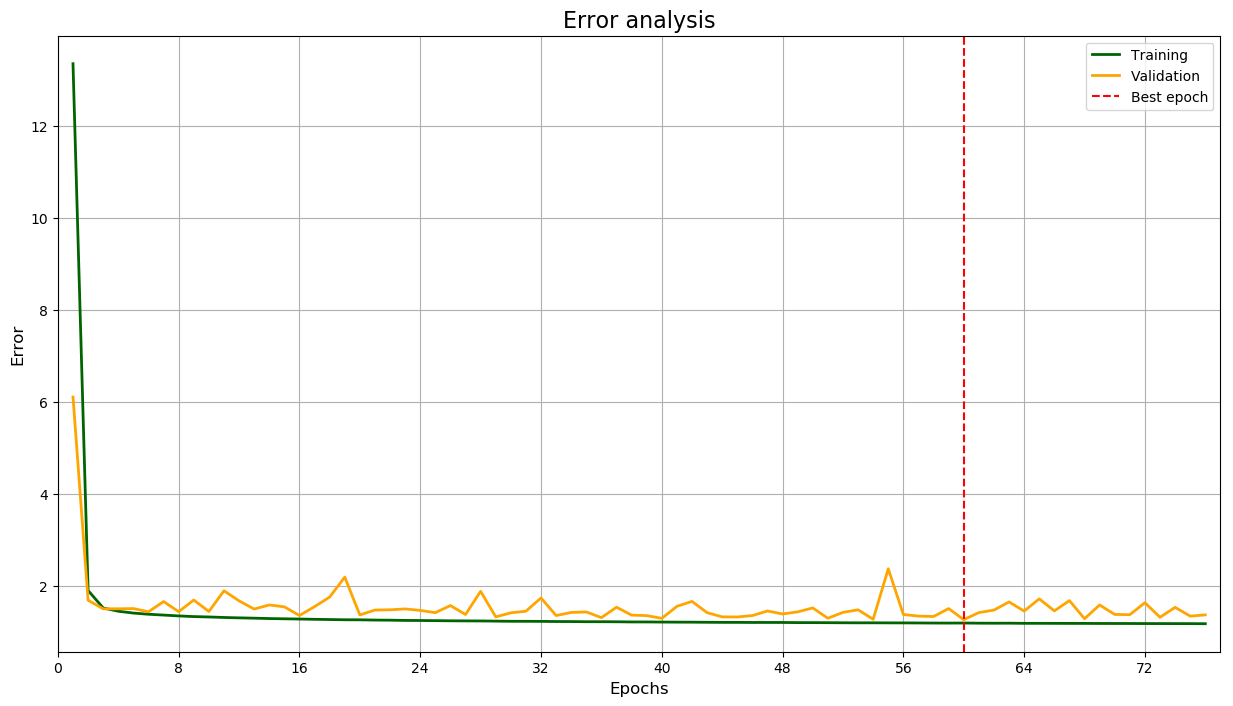 Error analysis
Training
Validation
Best epoch
12
10
8
6
4
2
Error
0 8 16 24 32 40 48 56 64 72
Epochs